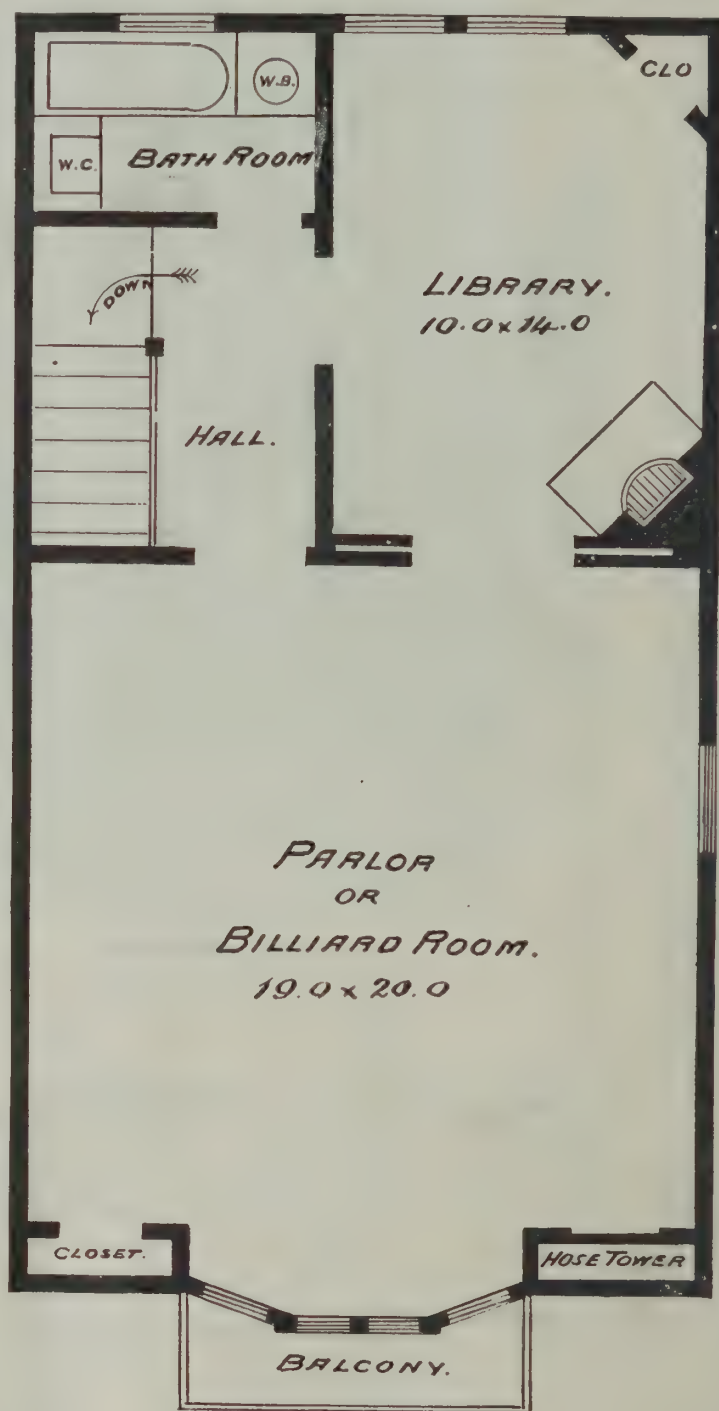 W.B.
CLO
W.C.
BATH ROOM
DOWN
LIBRARY.
10.0 x 14.0
HALL.
PARLOR
OR
BILLIARD ROOM.
19.0 x 20.0
CLOSET.
HOSE TOWER
BALCONY.